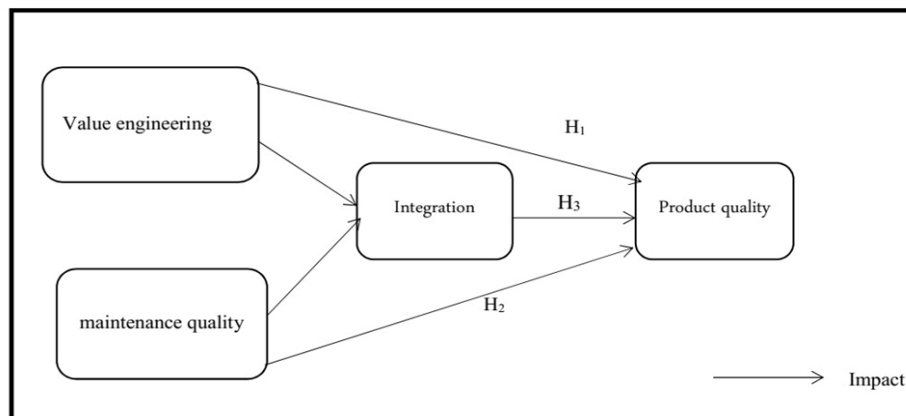 Value engineering
H₁
Integration
H₃
Product quality
maintenance quality
H₂
Impact